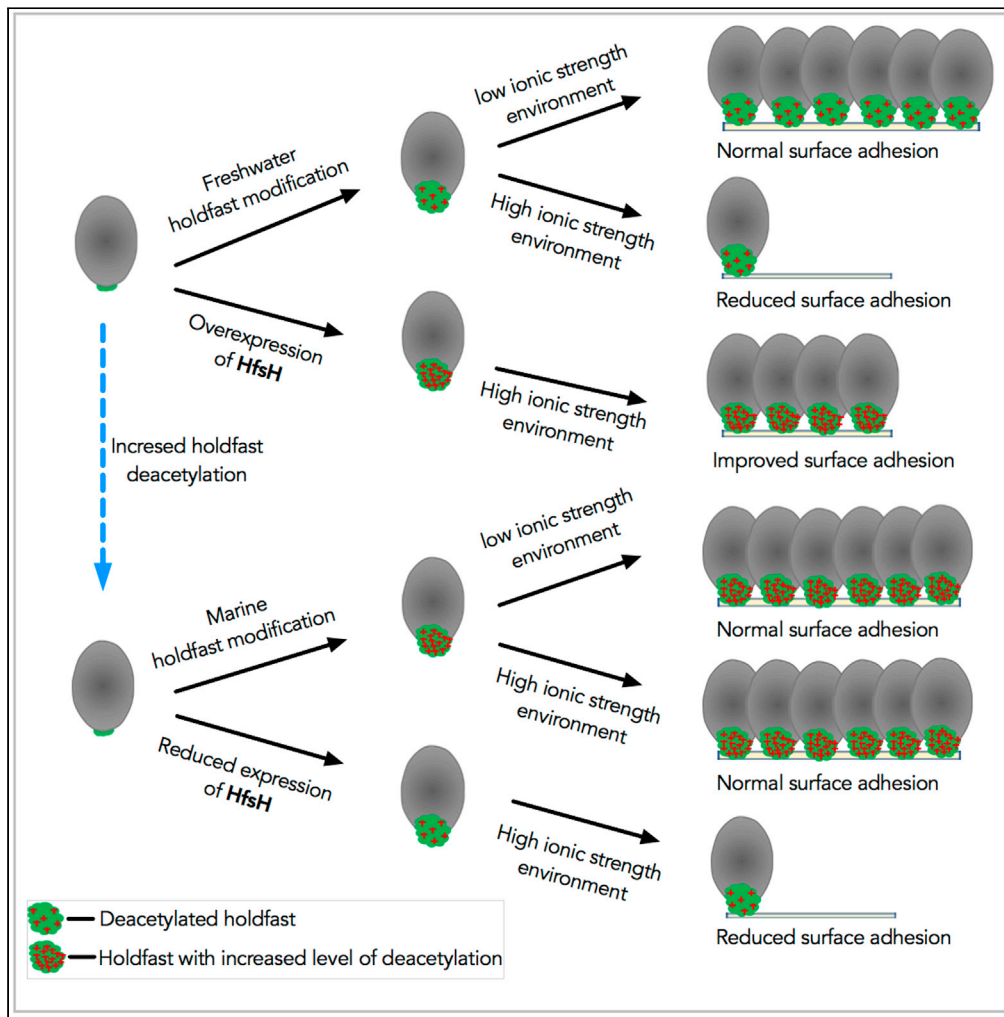 low ionic strength
environment
Normal surface adhesion
Freshwater
holdfast modification
High ionic strength
environment
Reduced surface adhesion
Overexpression
of HfsH
High ionic strength
environment
Improved surface adhesion
Incresed holdfast
deacetylation
low ionic strength
environment
Normal surface adhesion
Marine
holdfast modification
High ionic strength
environment
Normal surface adhesion
Reduced expression
of HfsH
High ionic strength
environment
Reduced surface adhesion
Deacetylated holdfast
Holdfast with increased level of deacetylation